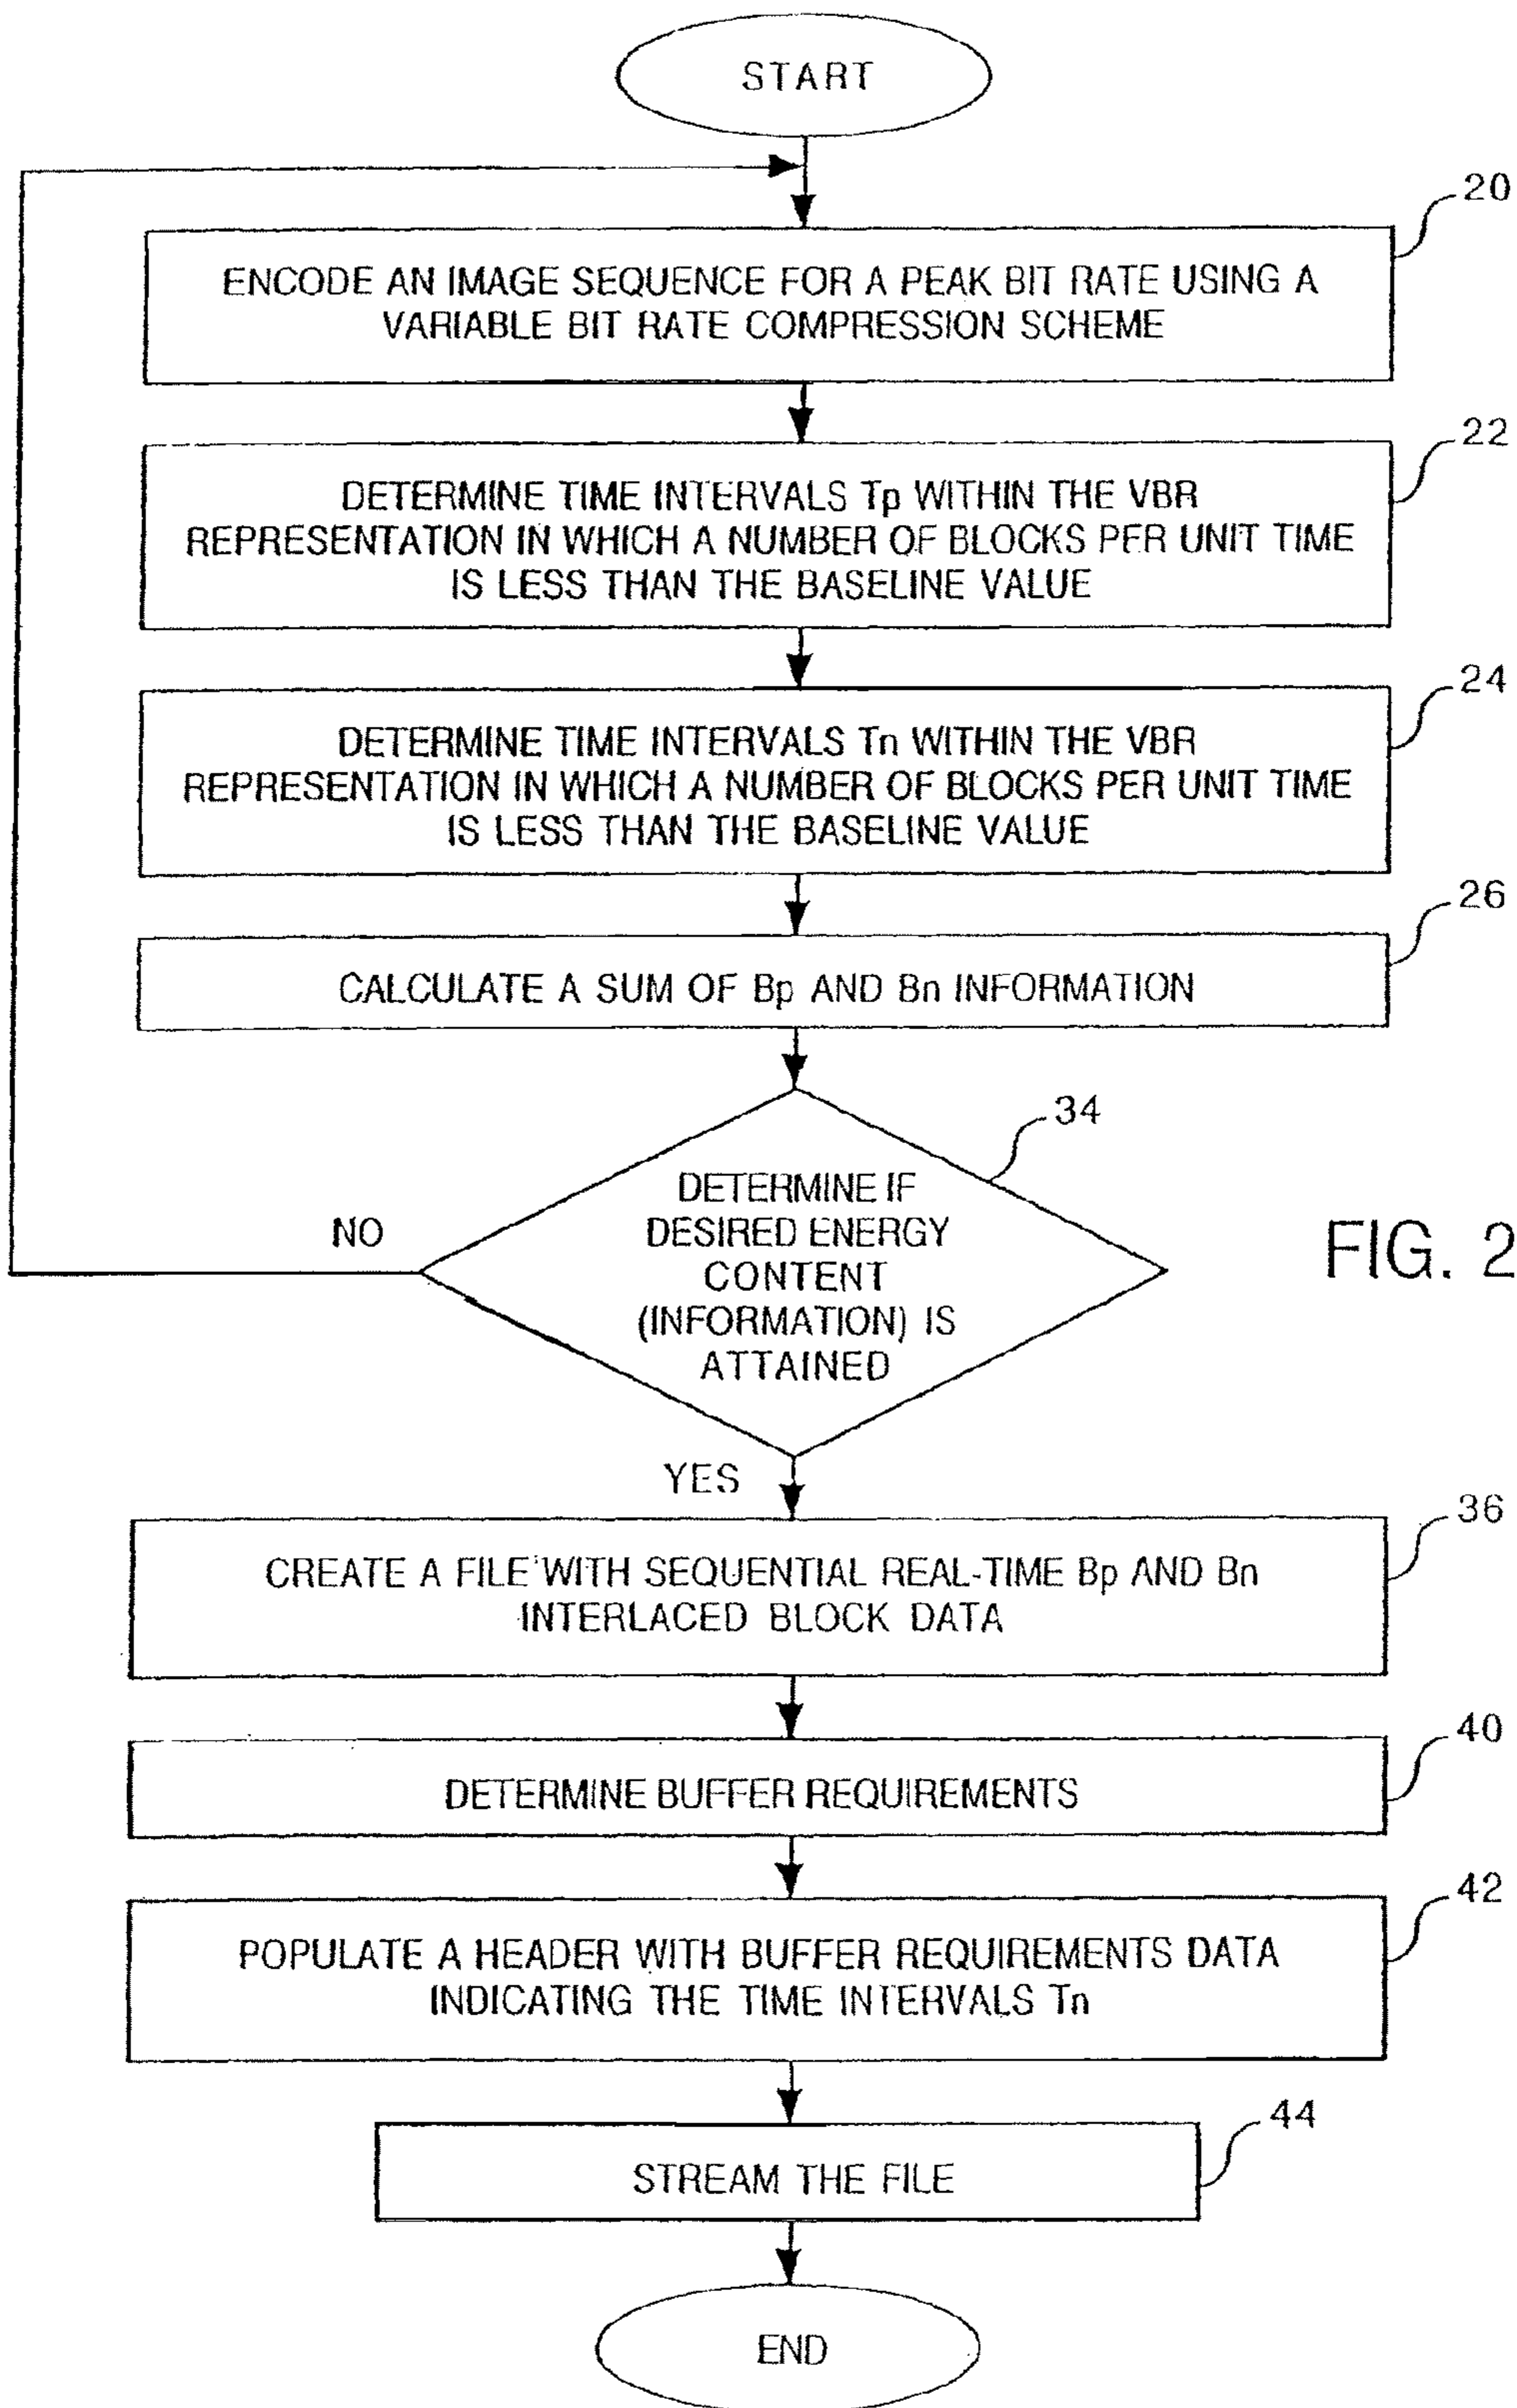 START
20
ENCODE AN IMAGE SEQUENCE FOR A PEAK BIT RATE USING A
VARIABLE BIT RATE COMPRESSION SCHEME
22
DETERMINE TIME INTERVALS Tp WITHIN THE VBR
REPRESENTATION IN WHICH A NUMBER OF BLOCKS PER UNIT TIME
IS LESS THAN THE BASELINE VALUE
24
DETERMINE TIME INTERVALS Tn WITHIN THE VBR
REPRESENTATION IN WHICH A NUMBER OF BLOCKS PER UNIT TIME
IS LESS THAN THE BASELINE VALUE
26
CALCULATE A SUM OF Bp AND Bn INFORMATION
34
DETERMINE IF
DESIRED ENERGY
CONTENT
(INFORMATION) IS
ATTAINED
NO
FIG. 2
YES
36
CREATE A FILE WITH SEQUENTIAL REAL-TIME Bp AND Bn
INTERLACED BLOCK DATA
40
DETERMINE BUFFER REQUIREMENTS
42
POPULATE A HEADER WITH BUFFER REQUIREMENTS DATA
INDICATING THE TIME INTERVALS Tn
44
STREAM THE FILE
END